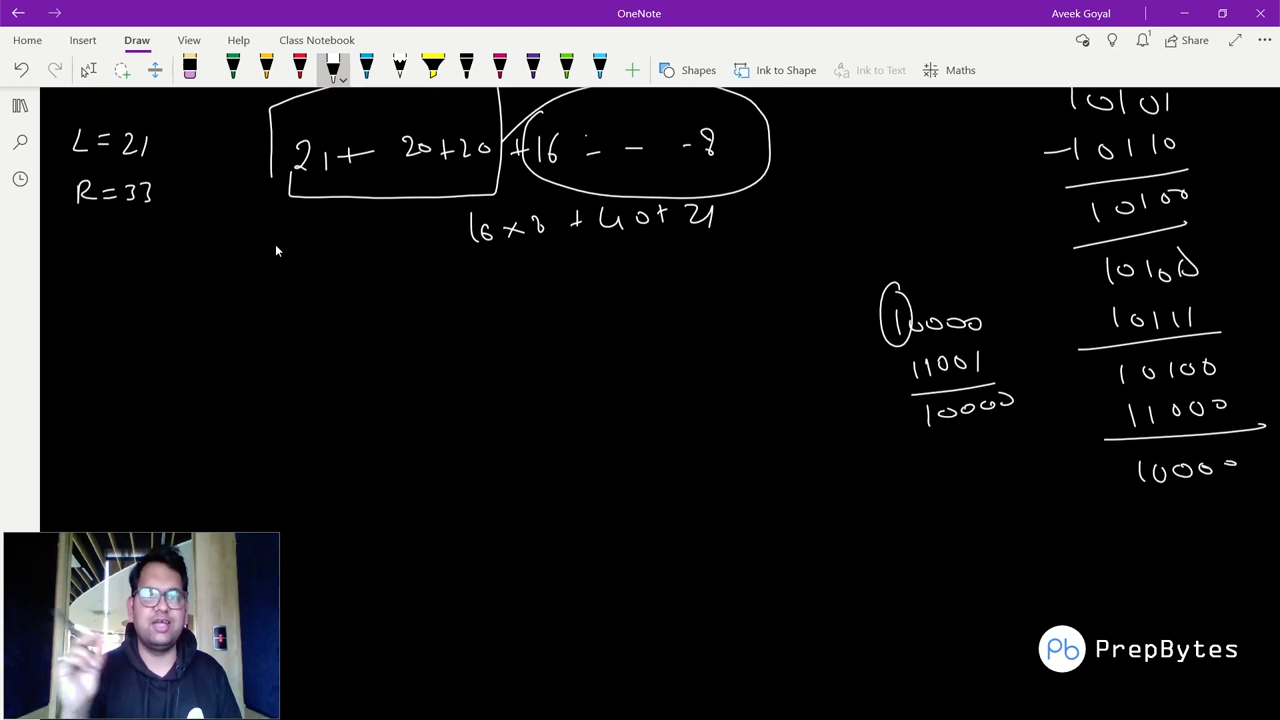 OneNote
Aveek Goyal
Home Insert Draw View Help Class Notebook
Share
Shapes Ink to Shape Ink to Text Maths
L = 21
R = 33
21 + 20+20 +16 - - - 8
16 x 8 + 40 + 21
10101
-10110
10100
10100
10111
10100
11000
10000
10000
11001
10000
Pb PrepBytes